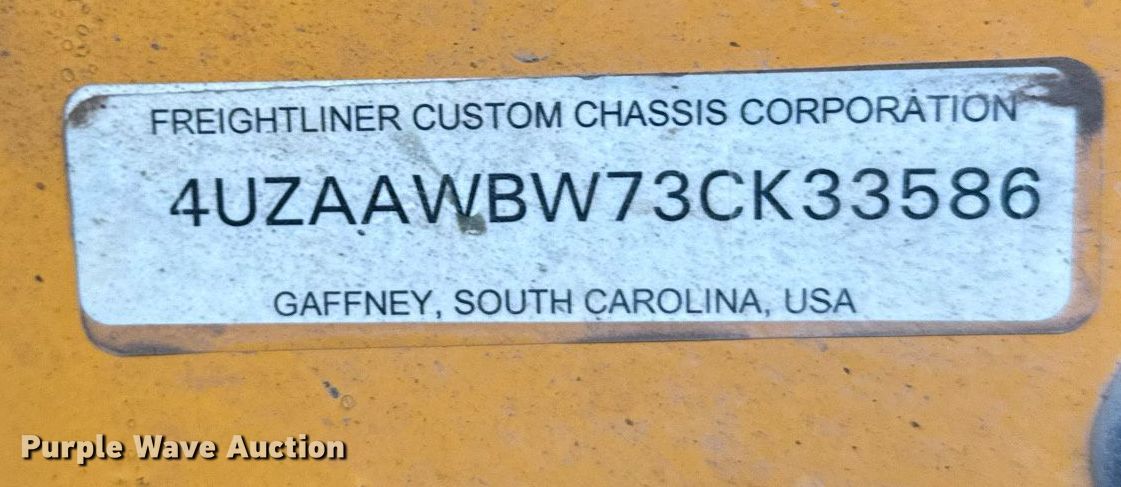 FREIGHTLINER CUSTOM CHASSIS CORPORATION
4UZAAWBW73CK33586
GAFFNEY, SOUTH CAROLINA, USA
Purple Wave Auction